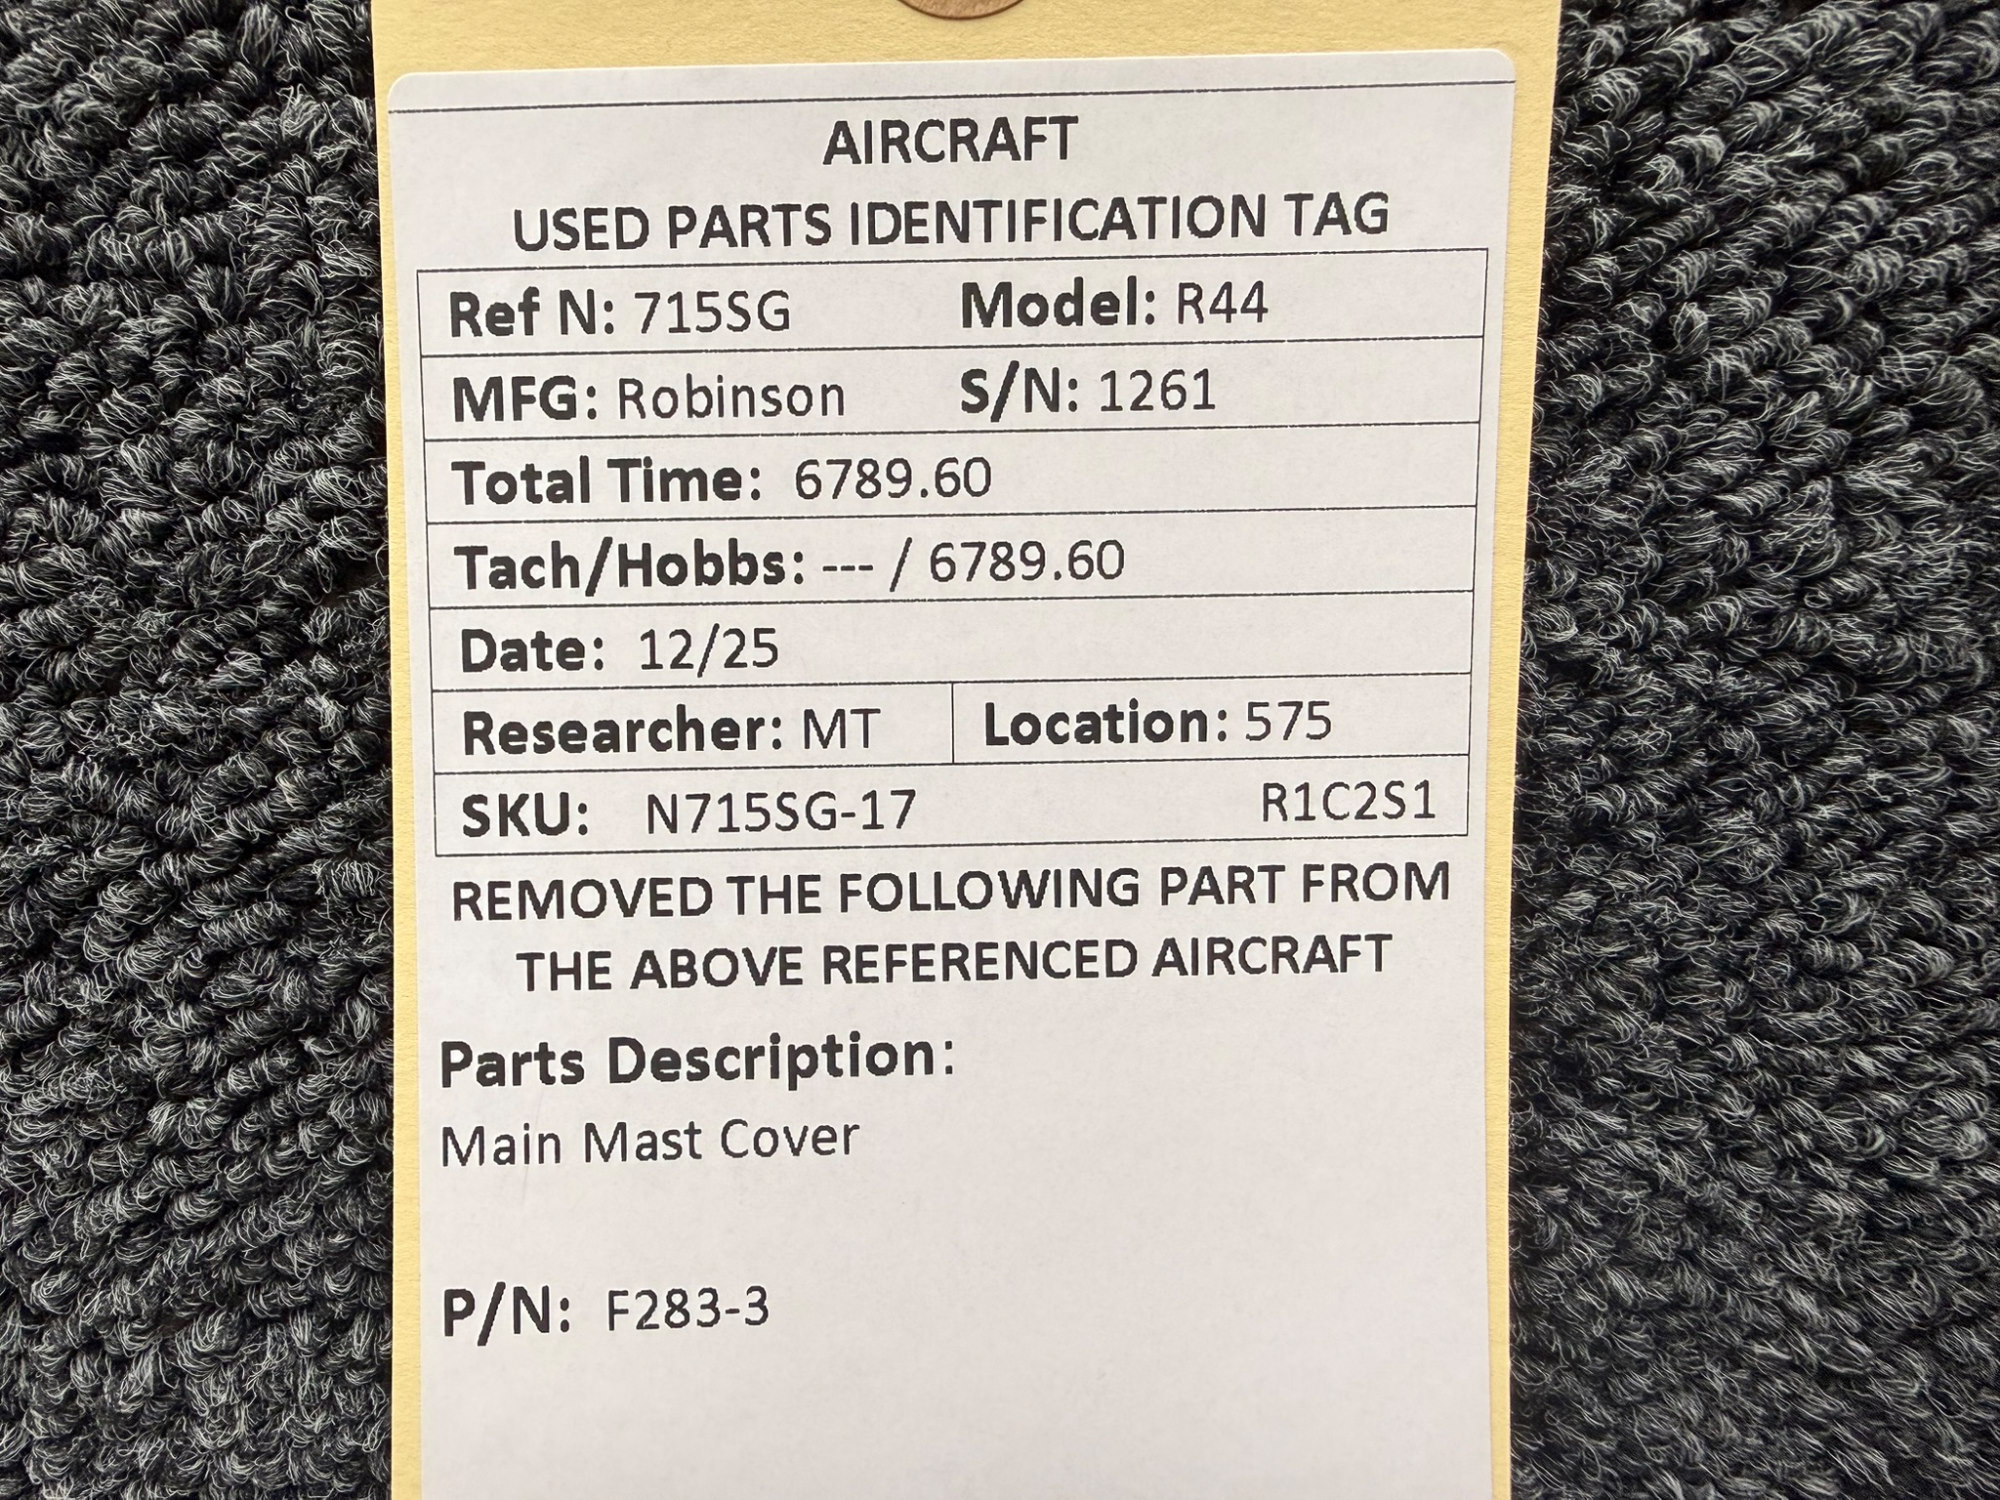 AIRCRAFT
USED PARTS IDENTIFICATION TAG
Ref N: 715SG Model: R44
MFG: Robinson S/N: 1261
Total Time: 6789.60
Tach/Hobbs: --- / 6789.60
Date: 12/25
Researcher: MT Location: 575
SKU: N715SG-17 R1C2S1
REMOVED THE FOLLOWING PART FROM
THE ABOVE REFERENCED AIRCRAFT
Parts Description:
Main Mast Cover
P/N: F283-3